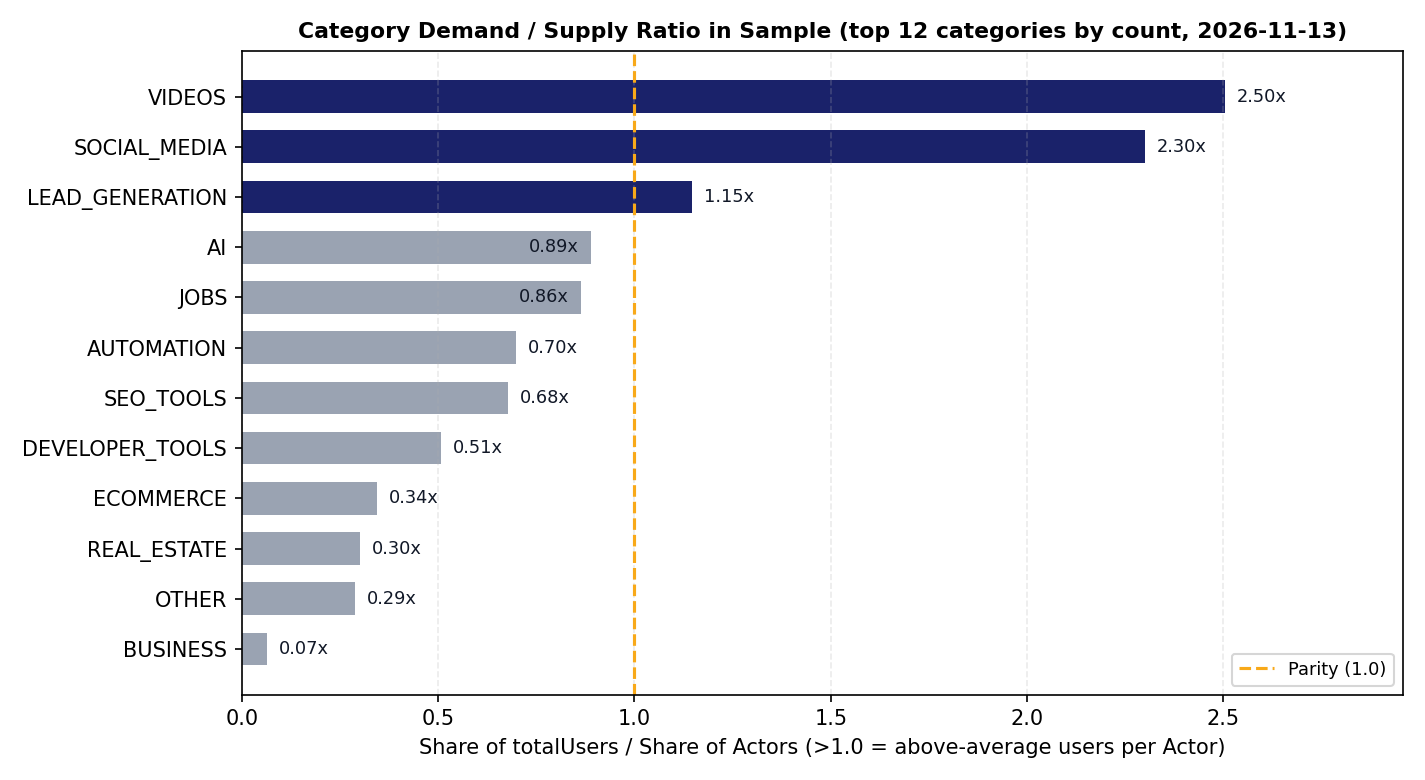 Category Demand / Supply Ratio in Sample (top 12 categories by count, 2026-11-13)
VIDEOS 2.50x
SOCIAL_MEDIA 2.30x
LEAD_GENERATION 1.15x
AI 0.89x
JOBS 0.86x
AUTOMATION 0.70x
SEO_TOOLS 0.68x
DEVELOPER_TOOLS 0.51x
ECOMMERCE 0.34x
REAL_ESTATE 0.30x
OTHER 0.29x
BUSINESS 0.07x
Parity (1.0)
0.0 0.5 1.0 1.5 2.0 2.5
Share of totalUsers / Share of Actors (>1.0 = above-average users per Actor)